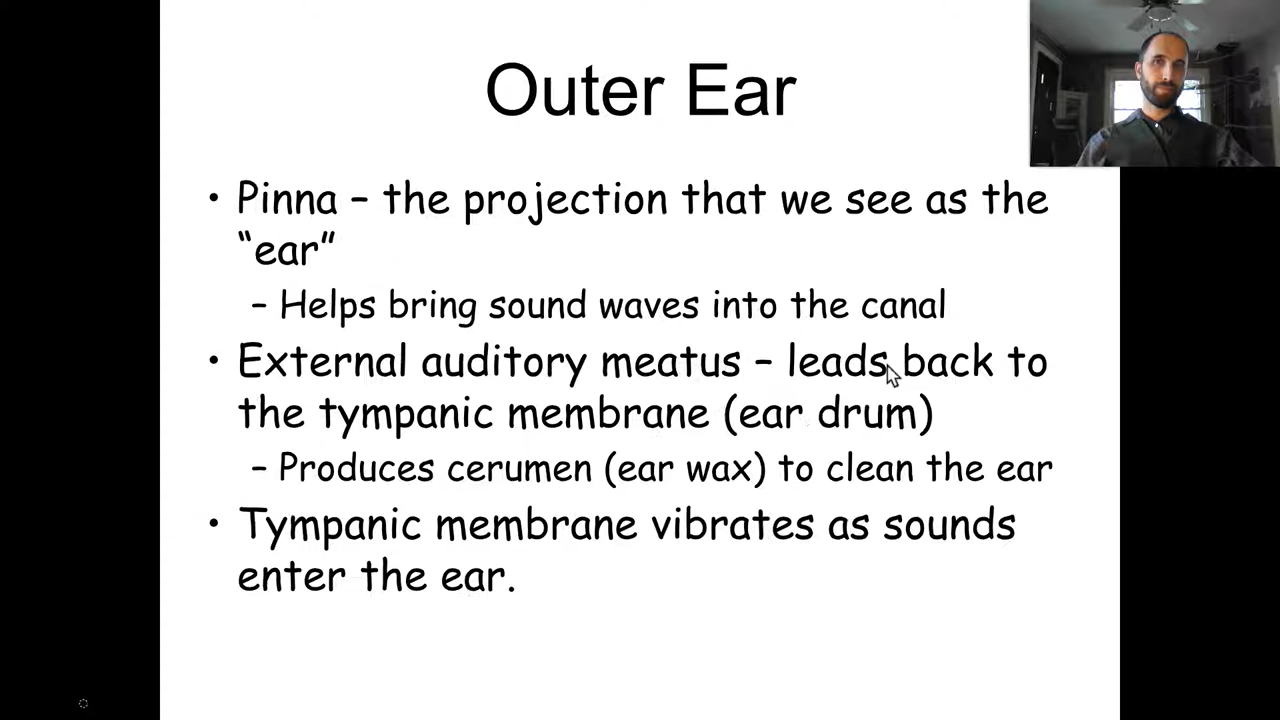 Outer Ear
• Pinna – the projection that we see as the
“ear”
– Helps bring sound waves into the canal
• External auditory meatus – leads back to
the tympanic membrane (ear drum)
– Produces cerumen (ear wax) to clean the ear
• Tympanic membrane vibrates as sounds
enter the ear.